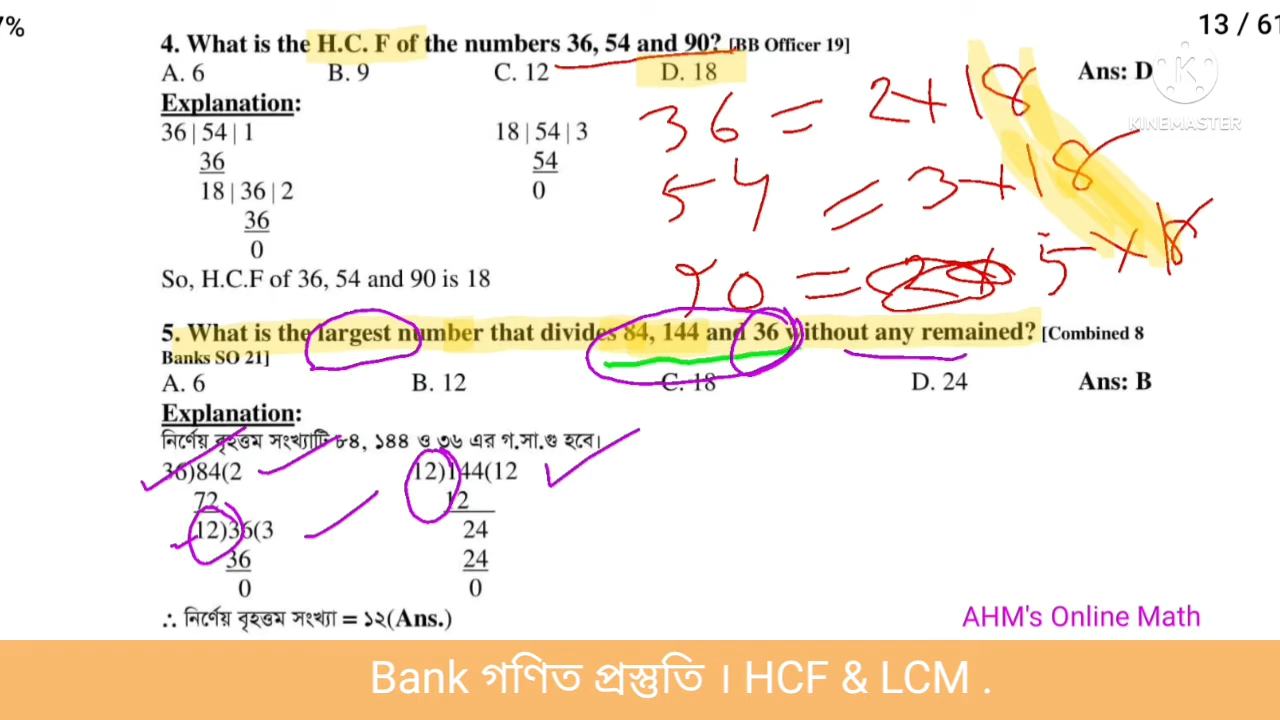 7%
13 / 61
4. What is the H.C. F of the numbers 36, 54 and 90? [BB Officer 19]
A. 6 B. 9 C. 12 D. 18 Ans: D
KINEMASTER
Explanation:
36 | 54 | 1 18 | 54 | 3
36 54
18 | 36 | 2 0
36
0
36 = 2 × 18
54 = 3 × 18
90 = 5 × 18
So, H.C.F of 36, 54 and 90 is 18
5. What is the largest number that divides 84, 144 and 36 without any remained? [Combined 8
Banks SO 21]
A. 6 B. 12 C. 18 D. 24 Ans: B
Explanation:
নির্ণেয় বৃহত্তম সংখ্যাটি ৮৪, ১৪৪ ও ৩৬ এর গ.সা.গু হবে।
36)84(2 12)144(12
72 12
12)36(3 24
36 24
0 0
∴ নির্ণেয় বৃহত্তম সংখ্যা = ১২(Ans.)
AHM's Online Math
Bank গণিত প্রস্তুতি । HCF & LCM .